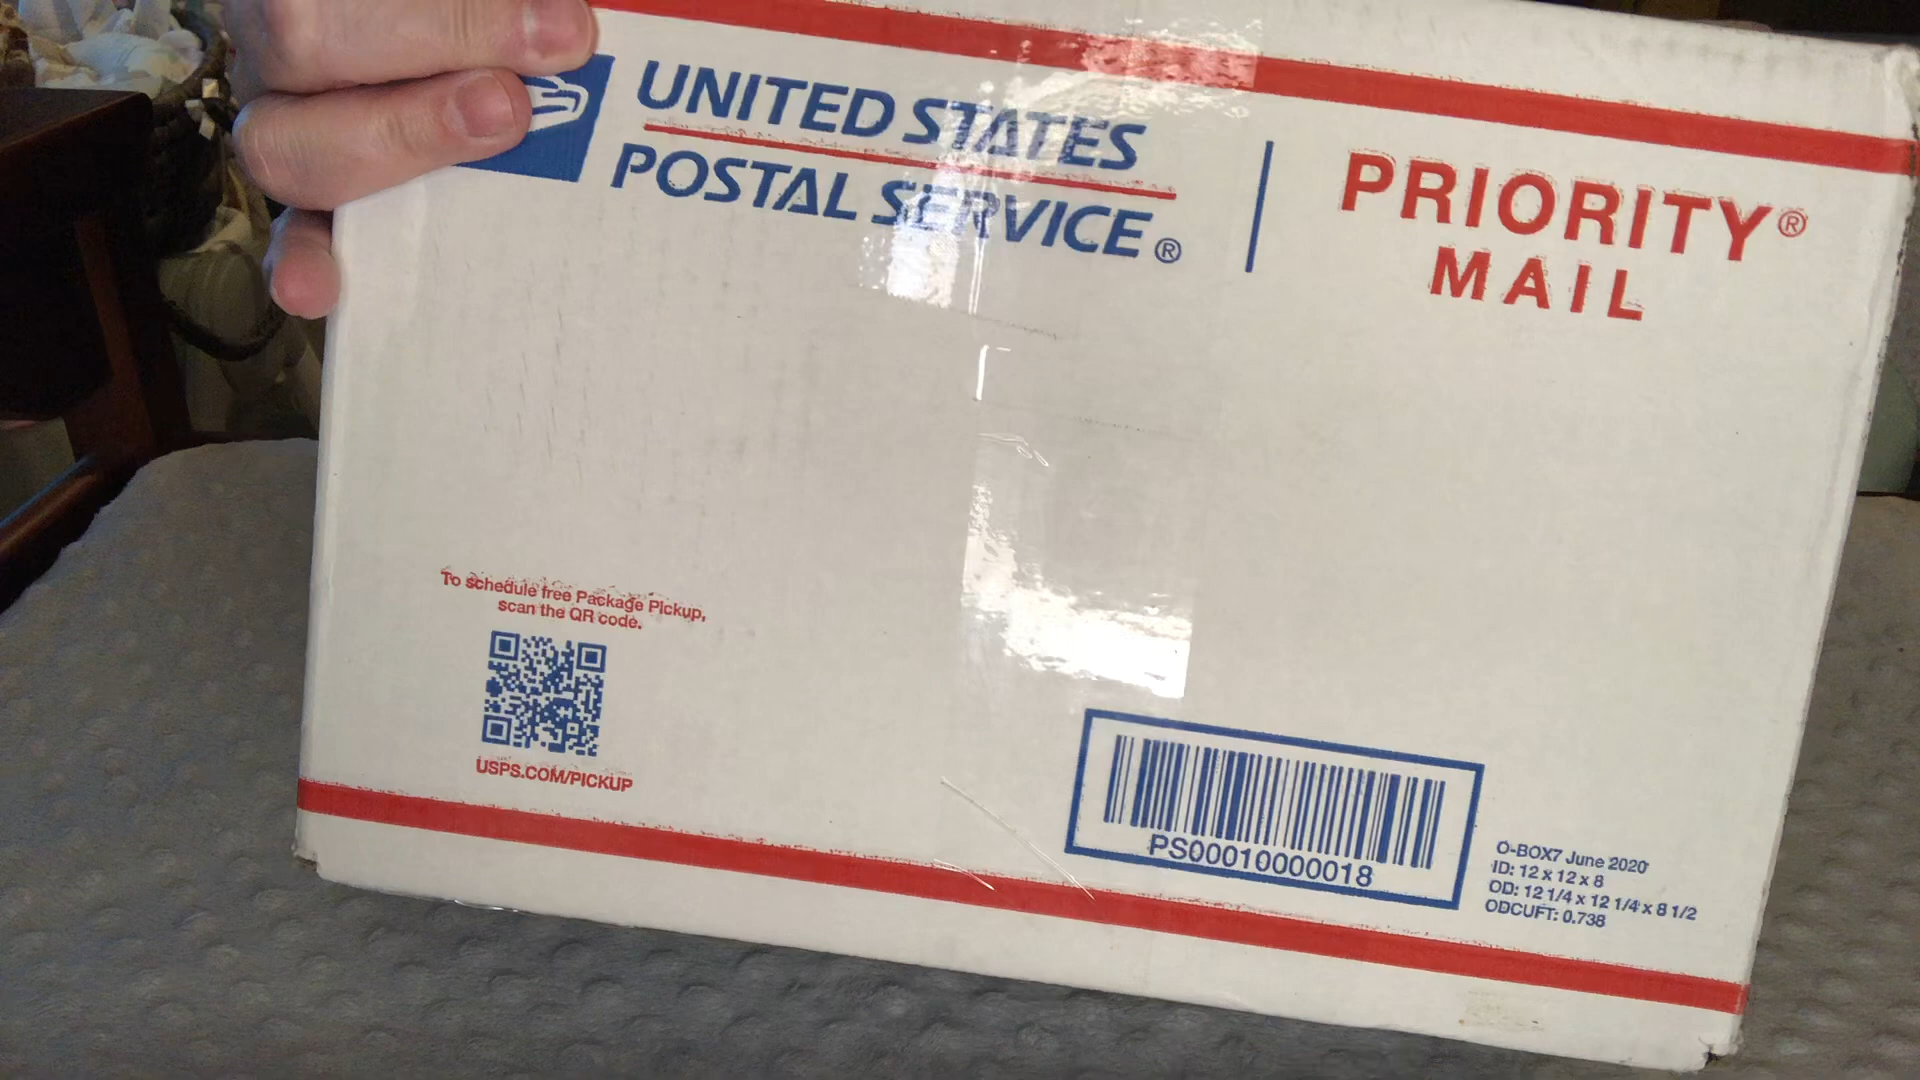 UNITED STATES
POSTAL SERVICE®
PRIORITY®
MAIL
To schedule free Package Pickup,
scan the QR code.
USPS.COM/PICKUP
PS00010000018
O-BOX7 June 2020
ID: 12 x 12 x 8
OD: 12 1/4 x 12 1/4 x 8 1/2
ODCUFT: 0.738